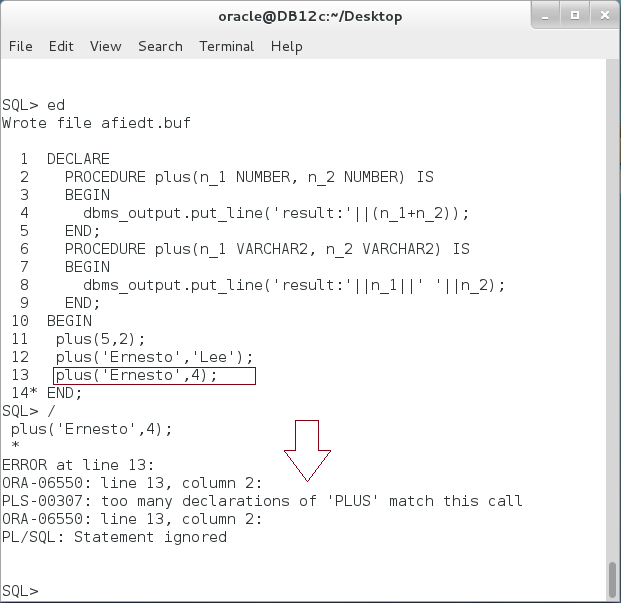 oracle@DB12c:~/Desktop
File Edit View Search Terminal Help
SQL> ed
Wrote file afiedt.buf
1 DECLARE
2 PROCEDURE plus(n_1 NUMBER, n_2 NUMBER) IS
3 BEGIN
4 dbms_output.put_line('result:'||(n_1+n_2));
5 END;
6 PROCEDURE plus(n_1 VARCHAR2, n_2 VARCHAR2) IS
7 BEGIN
8 dbms_output.put_line('result:'||n_1||' '||n_2);
9 END;
10 BEGIN
11 plus(5,2);
12 plus('Ernesto','Lee');
13 plus('Ernesto',4);
14* END;
SQL> /
plus('Ernesto',4);
*
ERROR at line 13:
ORA-06550: line 13, column 2:
PLS-00307: too many declarations of 'PLUS' match this call
ORA-06550: line 13, column 2:
PL/SQL: Statement ignored
SQL>